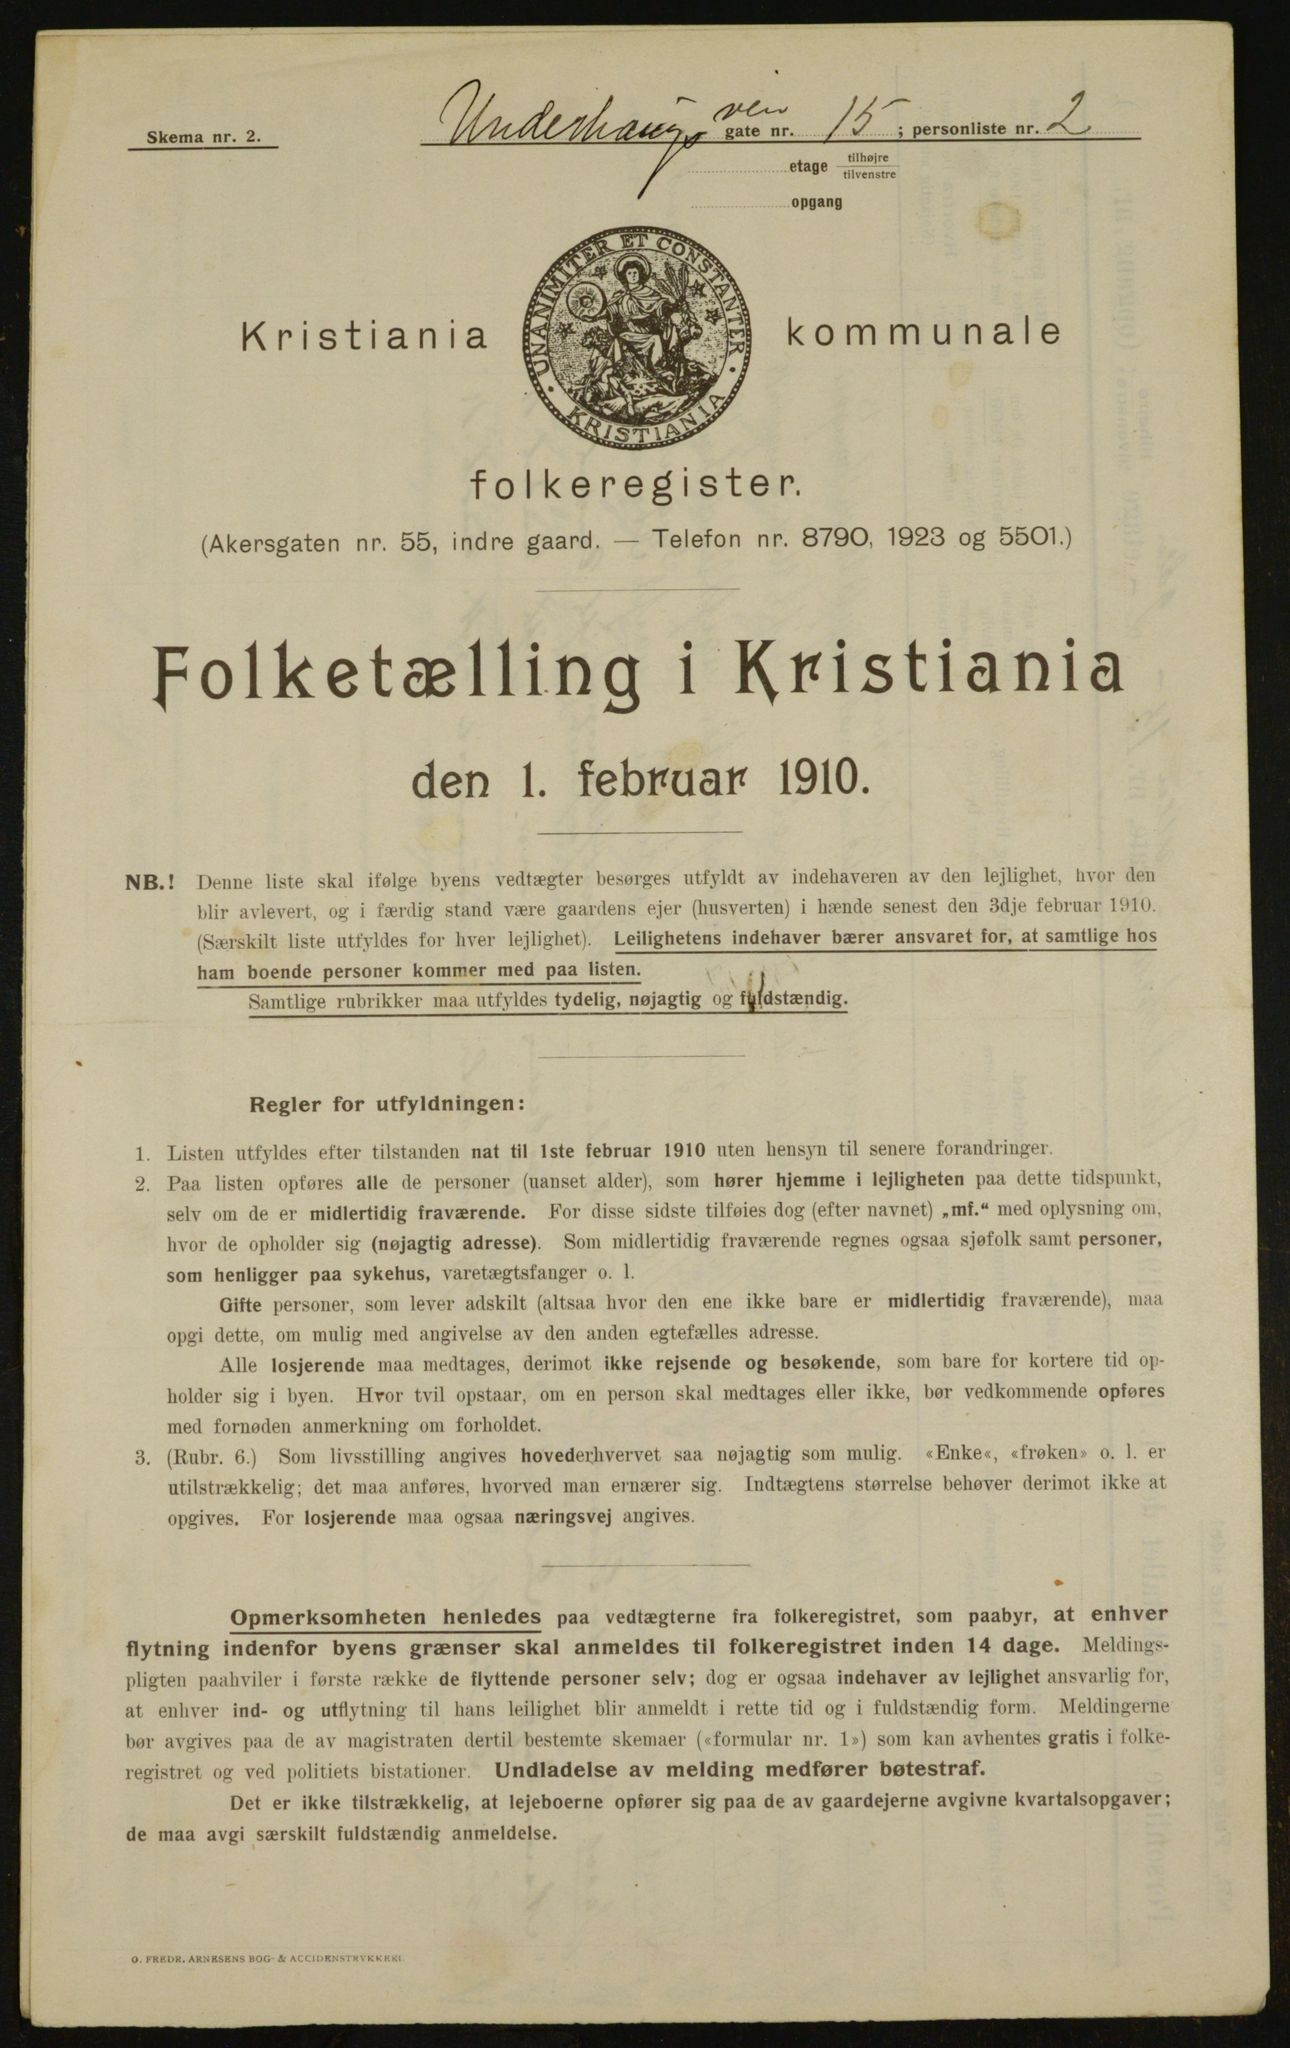 Skema nr. 2.
Underhaugs vein gate nr. 15 ; personliste nr. 2
etage tilhøjre
tilvenstre
opgang
UNANIMITER ET CONSTANTER · KRISTIANIA ·
Kristiania kommunale
folkeregister.
(Akersgaten nr. 55, indre gaard. — Telefon nr. 8790, 1923 og 5501.)
Folketælling i Kristiania
den 1. februar 1910.
NB.! Denne liste skal ifølge byens vedtægter besørges utfyldt av indehaveren av den lejlighet, hvor den
blir avlevert, og i færdig stand være gaardens ejer (husverten) i hænde senest den 3dje februar 1910.
(Særskilt liste utfyldes for hver lejlighet). Leilighetens indehaver bærer ansvaret for, at samtlige hos
ham boende personer kommer med paa listen.
Samtlige rubrikker maa utfyldes tydelig, nøjagtig og fuldstændig.
Regler for utfyldningen:
1. Listen utfyldes efter tilstanden nat til 1ste februar 1910 uten hensyn til senere forandringer.
2. Paa listen opføres alle de personer (uanset alder), som hører hjemme i lejligheten paa dette tidspunkt,
selv om de er midlertidig fraværende. For disse sidste tilføies dog (efter navnet) „mf.“ med oplysning om,
hvor de opholder sig (nøjagtig adresse). Som midlertidig fraværende regnes ogsaa sjøfolk samt personer,
som henligger paa sykehus, varetægtsfanger o. l.
Gifte personer, som lever adskilt (altsaa hvor den ene ikke bare er midlertidig fraværende), maa
opgi dette, om mulig med angivelse av den anden egtefælles adresse.
Alle losjerende maa medtages, derimot ikke rejsende og besøkende, som bare for kortere tid op-
holder sig i byen. Hvor tvil opstaar, om en person skal medtages eller ikke, bør vedkommende opføres
med fornøden anmerkning om forholdet.
3. (Rubr. 6.) Som livsstilling angives hovederhvervet saa nøjagtig som mulig. «Enke«, «frøken» o. l. er
utilstrækkelig; det maa anføres, hvorved man ernærer sig. Indtægtens størrelse behøver derimot ikke at
opgives. For losjerende maa ogsaa næringsvej angives.
Opmerksomheten henledes paa vedtægterne fra folkeregistret, som paabyr, at enhver
flytning indenfor byens grænser skal anmeldes til folkeregistret inden 14 dage. Meldings-
pligten paahviler i første række de flyttende personer selv; dog er ogsaa indehaver av lejlighet ansvarlig for,
at enhver ind- og utflytning til hans leilighet blir anmeldt i rette tid og i fuldstændig form. Meldingerne
bør avgives paa de av magistraten dertil bestemte skemaer («formular nr. 1») som kan avhentes gratis i folke-
registret og ved politiets bistationer. Undladelse av melding medfører bøtestraf.
Det er ikke tilstrækkelig, at lejeboerne opfører sig paa de av gaardejerne avgivne kvartalsopgaver;
de maa avgi særskilt fuldstændig anmeldelse.
O. FREDR. ARNESENS BOG- & ACCIDENSTRYKKERI.